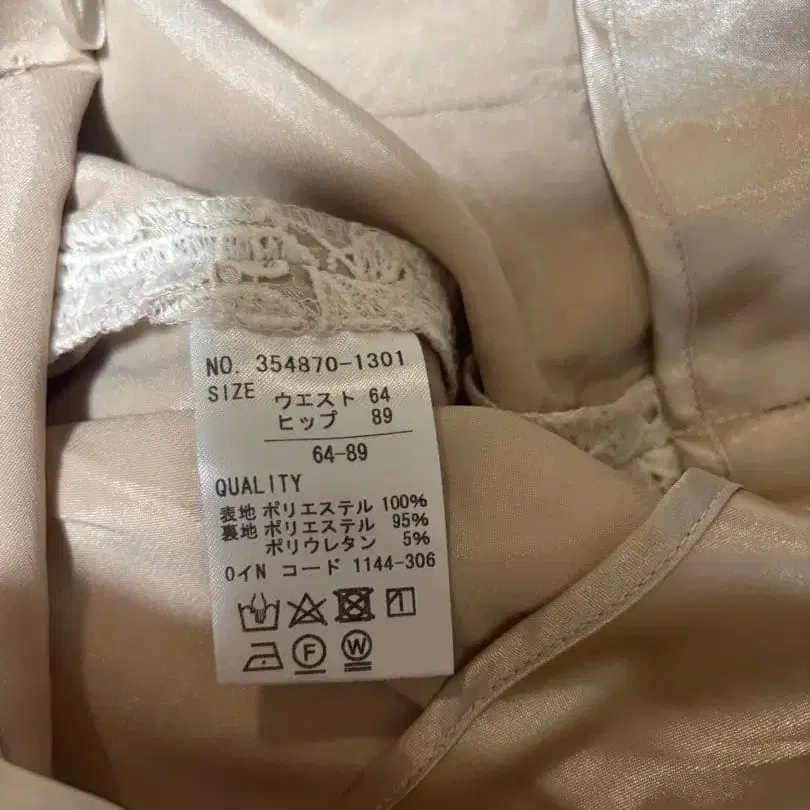 NO. 354870-1301
SIZE ウエスト 64
ヒップ 89
64-89
QUALITY
表地 ポリエステル 100%
裏地 ポリエステル 95%
ポリウレタン 5%
0イN コード 1144-306
F W